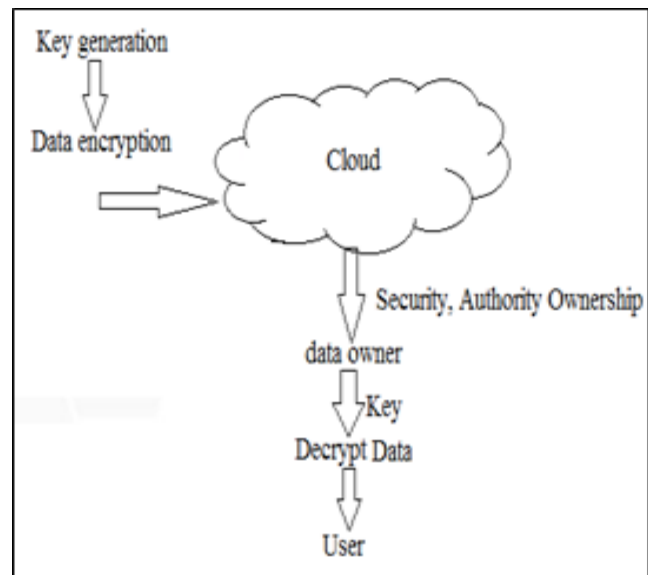 Key generation
Data encryption
Cloud
Security, Authority Ownership
data owner
Key
Decrypt Data
User